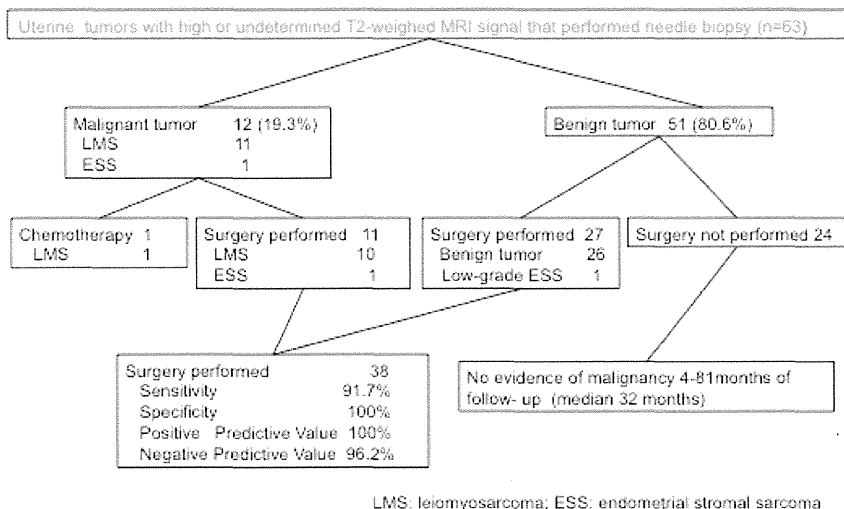 Uterine tumors with high or undetermined T2-weighed MRI signal that performed needle biopsy (n=63)
Malignant tumor 12 (19.3%)
LMS 11
ESS 1
Benign tumor 51 (80.6%)
Chemotherapy 1
LMS 1
Surgery performed 11
LMS 10
ESS 1
Surgery performed 27
Benign tumor 26
Low-grade ESS 1
Surgery not performed 24
Surgery performed 38
Sensitivity 91.7%
Specificity 100%
Positive Predictive Value 100%
Negative Predictive Value 96.2%
No evidence of malignancy 4-81months of
follow- up (median 32 months)
LMS: leiomyosarcoma; ESS: endometrial stromal sarcoma